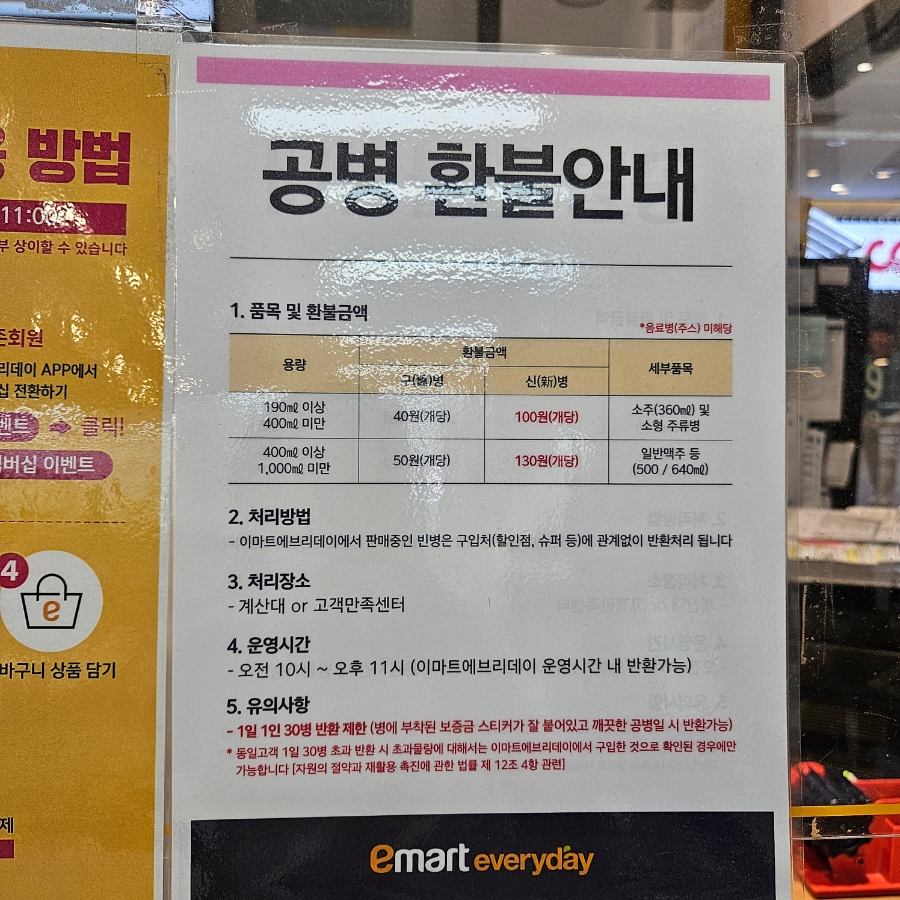 방법
11:00
부 상이할 수 있습니다
존회원
리데이 APP에서
십 전환하기
벤트 클릭!
버십 이벤트
4
e
바구니 상품 담기
제
공병 환불안내
1. 품목 및 환불금액
*음료병(주스) 미해당
용량 환불금액 세부품목
구(舊)병 신(新)병
190㎖ 이상
400㎖ 미만
40원(개당) 100원(개당)
소주(360㎖) 및
소형 주류병
400㎖ 이상
1,000㎖ 미만
50원(개당) 130원(개당)
일반맥주 등
(500 / 640㎖)
2. 처리방법
- 이마트에브리데이에서 판매중인 빈병은 구입처(할인점, 슈퍼 등)에 관계없이 반환처리 됩니다
3. 처리장소
- 계산대 or 고객만족센터
4. 운영시간
- 오전 10시 ~ 오후 11시 (이마트에브리데이 운영시간 내 반환가능)
5. 유의사항
- 1일 1인 30병 반환 제한 (병에 부착된 보증금 스티커가 잘 붙어있고 깨끗한 공병일 시 반환가능)
* 동일고객 1일 30병 초과 반환 시 초과물량에 대해서는 이마트에브리데이에서 구입한 것으로 확인된 경우에만
가능합니다 [자원의 절약과 재활용 촉진에 관한 법률 제 12조 4항 관련]
emart everyday